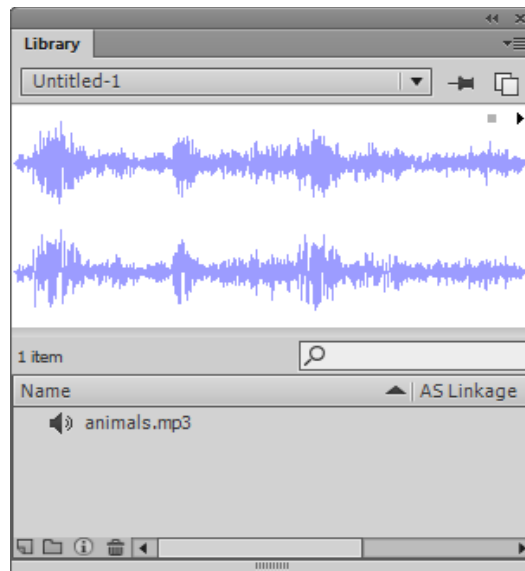 Library
Untitled-1
1 item
Name AS Linkage
animals.mp3